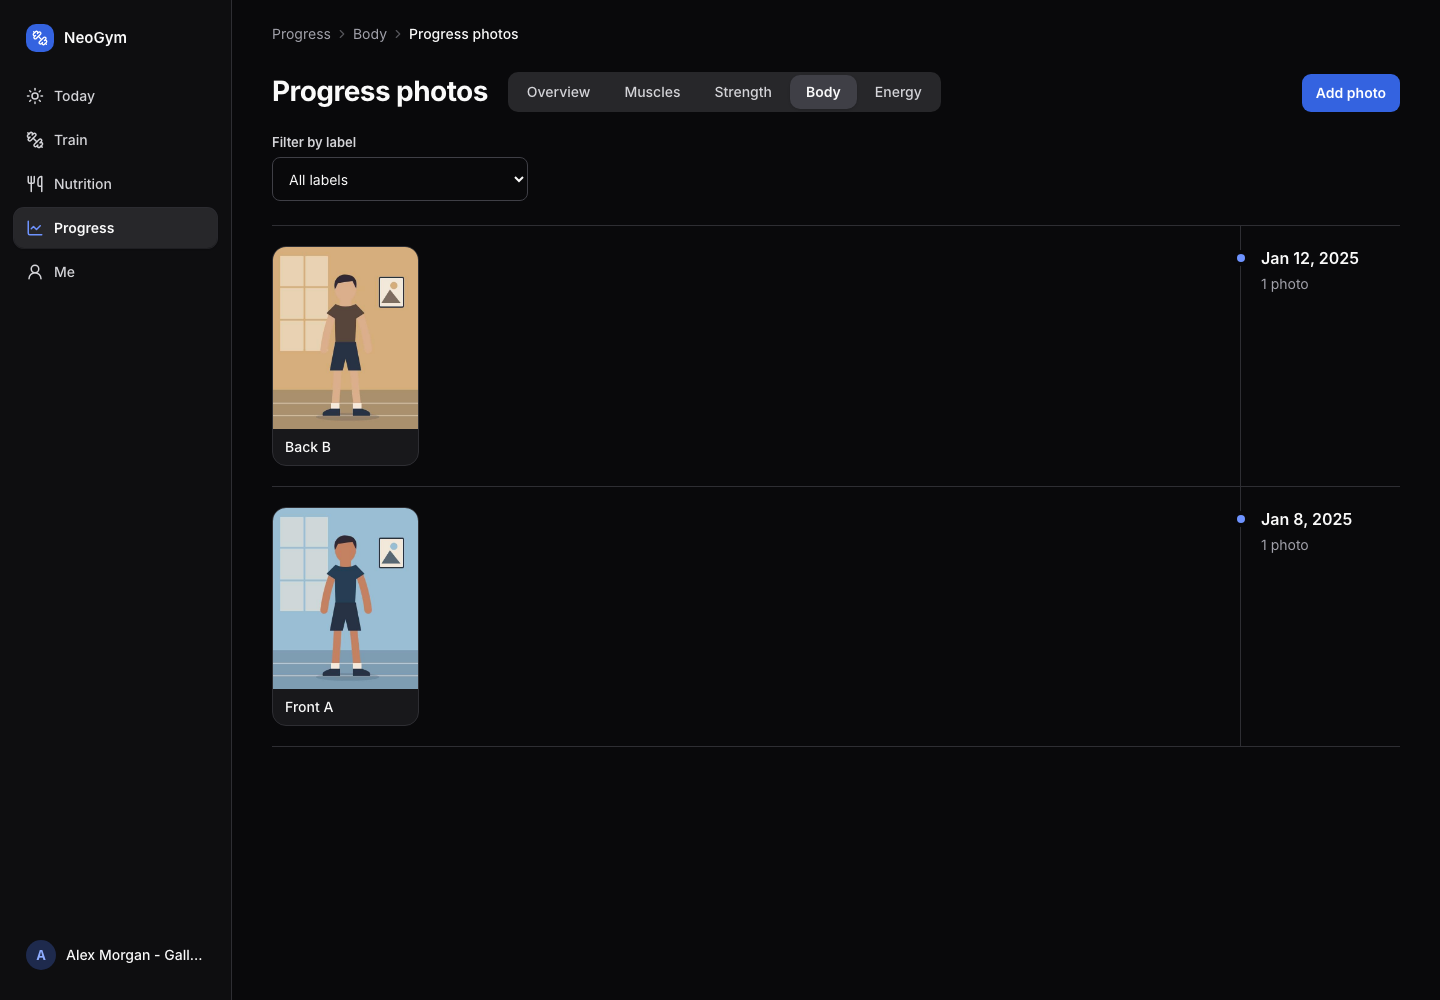 NeoGym
Today
Train
Nutrition
Progress
Me
Alex Morgan - Gall...
A
Progress > Body > Progress photos
Progress photos
Overview
Muscles
Strength
Body
Energy
Add photo
Filter by label
All labels
Back B
Jan 12, 2025
1 photo
Front A
Jan 8, 2025
1 photo